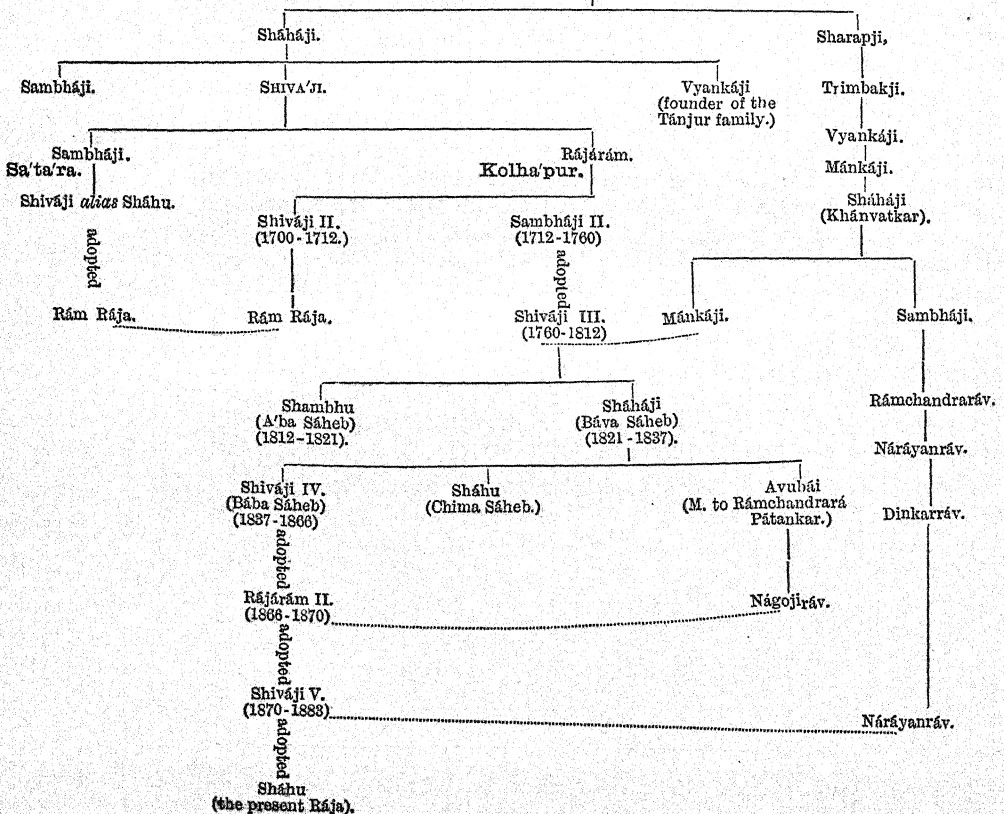 Sháháji.
Sharapji,
Sambháji.
SHIVA'JI.
Vyankáji
(founder of the
Tánjur family.)
Trimbakji.
Vyankáji.
Sambháji.
Sa'ta'ra.
Rájárám.
Kolha'pur.
Mánkáji.
Shiváji alias Sháhu.
Sháháji
(Khánvatkar).
Shiváji II.
(1700-1712.)
Sambháji II.
(1712-1760)
adopted
adopted
Rám Rája.
Rám Rája.
Shiváji III.
(1760-1812)
Mánkáji.
Sambháji.
Shambhu
(A'ba Sáheb)
(1812-1821).
Sháháji
(Báva Sáheb)
(1821-1837).
Rámchandraráv.
Náráyanráv.
Shiváji IV.
(Bába Sáheb)
(1837-1866)
Sháhu
(Chima Sáheb.)
Avubái
(M. to Rámchandrará
Pátankar.)
Dinkarráv.
adopted
Rájárám II.
(1866-1870)
Nágojiráv.
adopted
Shiváji V.
(1870-1883)
Náráyanráv.
adopted
Sháhu
(the present Rája).